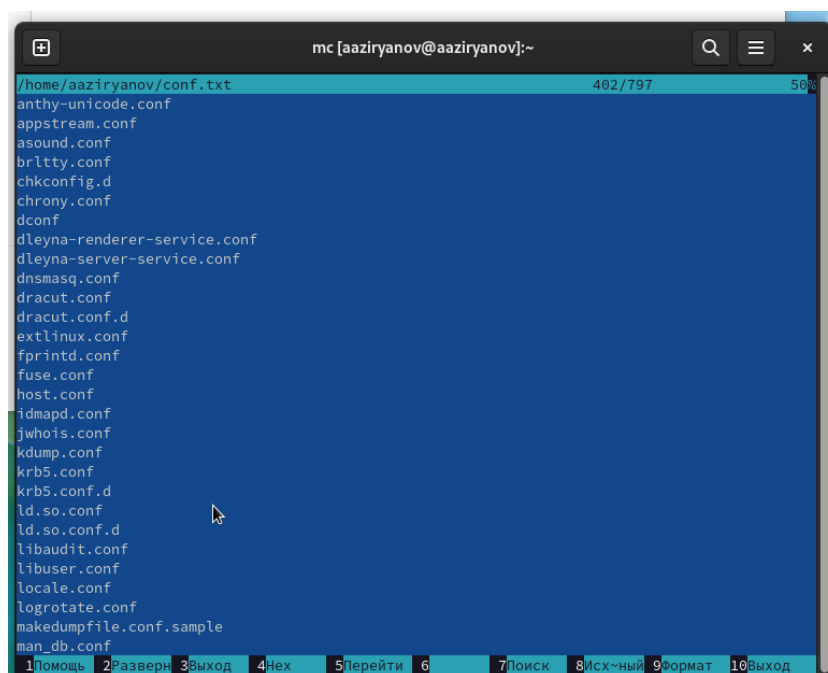 mc [aaziryanov@aaziryanov]:~
/home/aaziryanov/conf.txt 402/797 50%
anthy-unicode.conf
appstream.conf
asound.conf
brltty.conf
chkconfig.d
chrony.conf
dconf
dleyna-renderer-service.conf
dleyna-server-service.conf
dnsmasq.conf
dracut.conf
dracut.conf.d
extlinux.conf
fprintd.conf
fuse.conf
host.conf
idmapd.conf
jwhois.conf
kdump.conf
krb5.conf
krb5.conf.d
ld.so.conf
ld.so.conf.d
libaudit.conf
libuser.conf
locale.conf
logrotate.conf
makedumpfile.conf.sample
man_db.conf
1Помощь 2Разверн 3Выход 4Hex 5Перейти 6 7Поиск 8Исх~ный 9Формат 10Выход